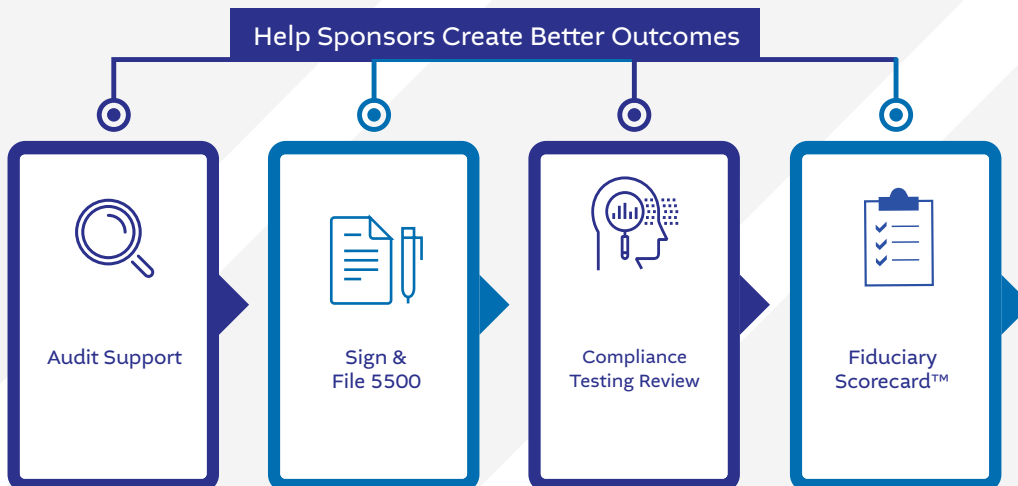 Help Sponsors Create Better Outcomes
Audit Support
Sign &
File 5500
Compliance
Testing Review
Fiduciary
Scorecard™